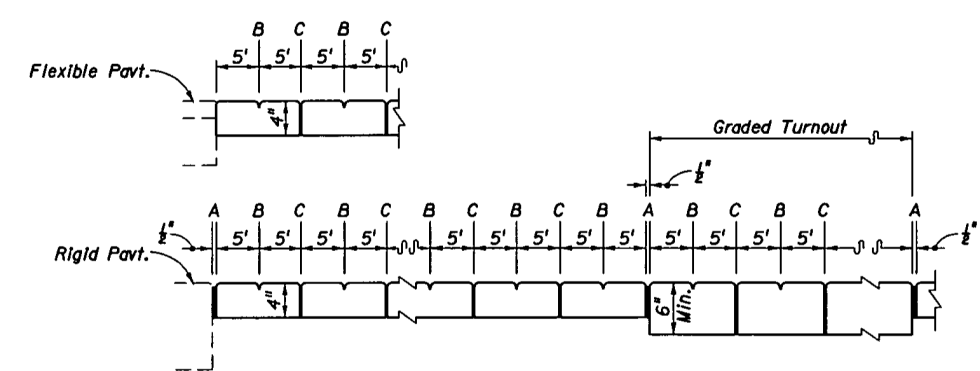 B C B C
5' 5' 5' 5'
Flexible Pavt.
4"
Graded Turnout
1/2"
A B C B C B C B C B A B C B C A
1/2" 5' 5' 5' 5' 5' 5' 5' 5' 5' 5' 5' 5' 5' 1/2"
Rigid Pavt.
4"
6" Min.